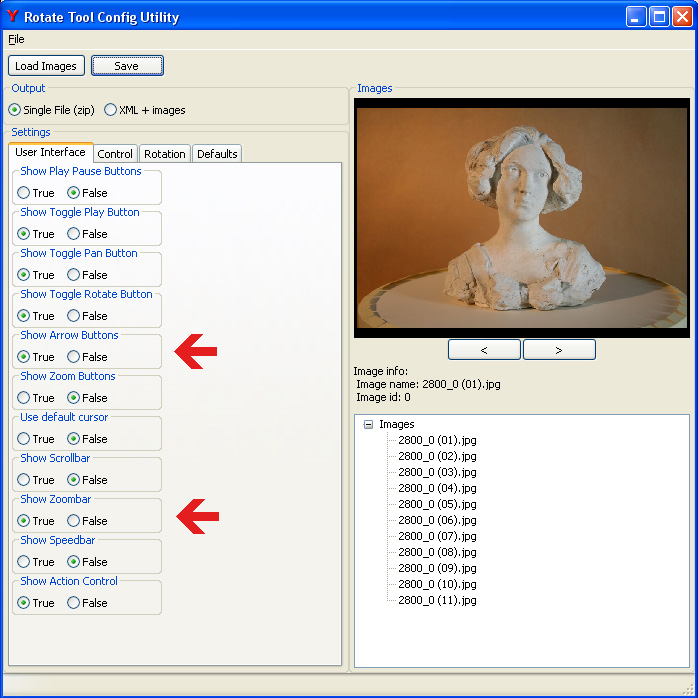 Rotate Tool Config Utility
File
Load Images Save
Output
Single File (zip) XML + images
Settings
User Interface Control Rotation Defaults
Show Play Pause Buttons
True False
Show Toggle Play Button
True False
Show Toggle Pan Button
True False
Show Toggle Rotate Button
True False
Show Arrow Buttons
True False
Show Zoom Buttons
True False
Use default cursor
True False
Show Scrollbar
True False
Show Zoombar
True False
Show Speedbar
True False
Show Action Control
True False
Images
< >
Image info:
Image name: 2800_0 (01).jpg
Image id: 0
Images
2800_0 (01).jpg
2800_0 (02).jpg
2800_0 (03).jpg
2800_0 (04).jpg
2800_0 (05).jpg
2800_0 (06).jpg
2800_0 (07).jpg
2800_0 (08).jpg
2800_0 (09).jpg
2800_0 (10).jpg
2800_0 (11).jpg